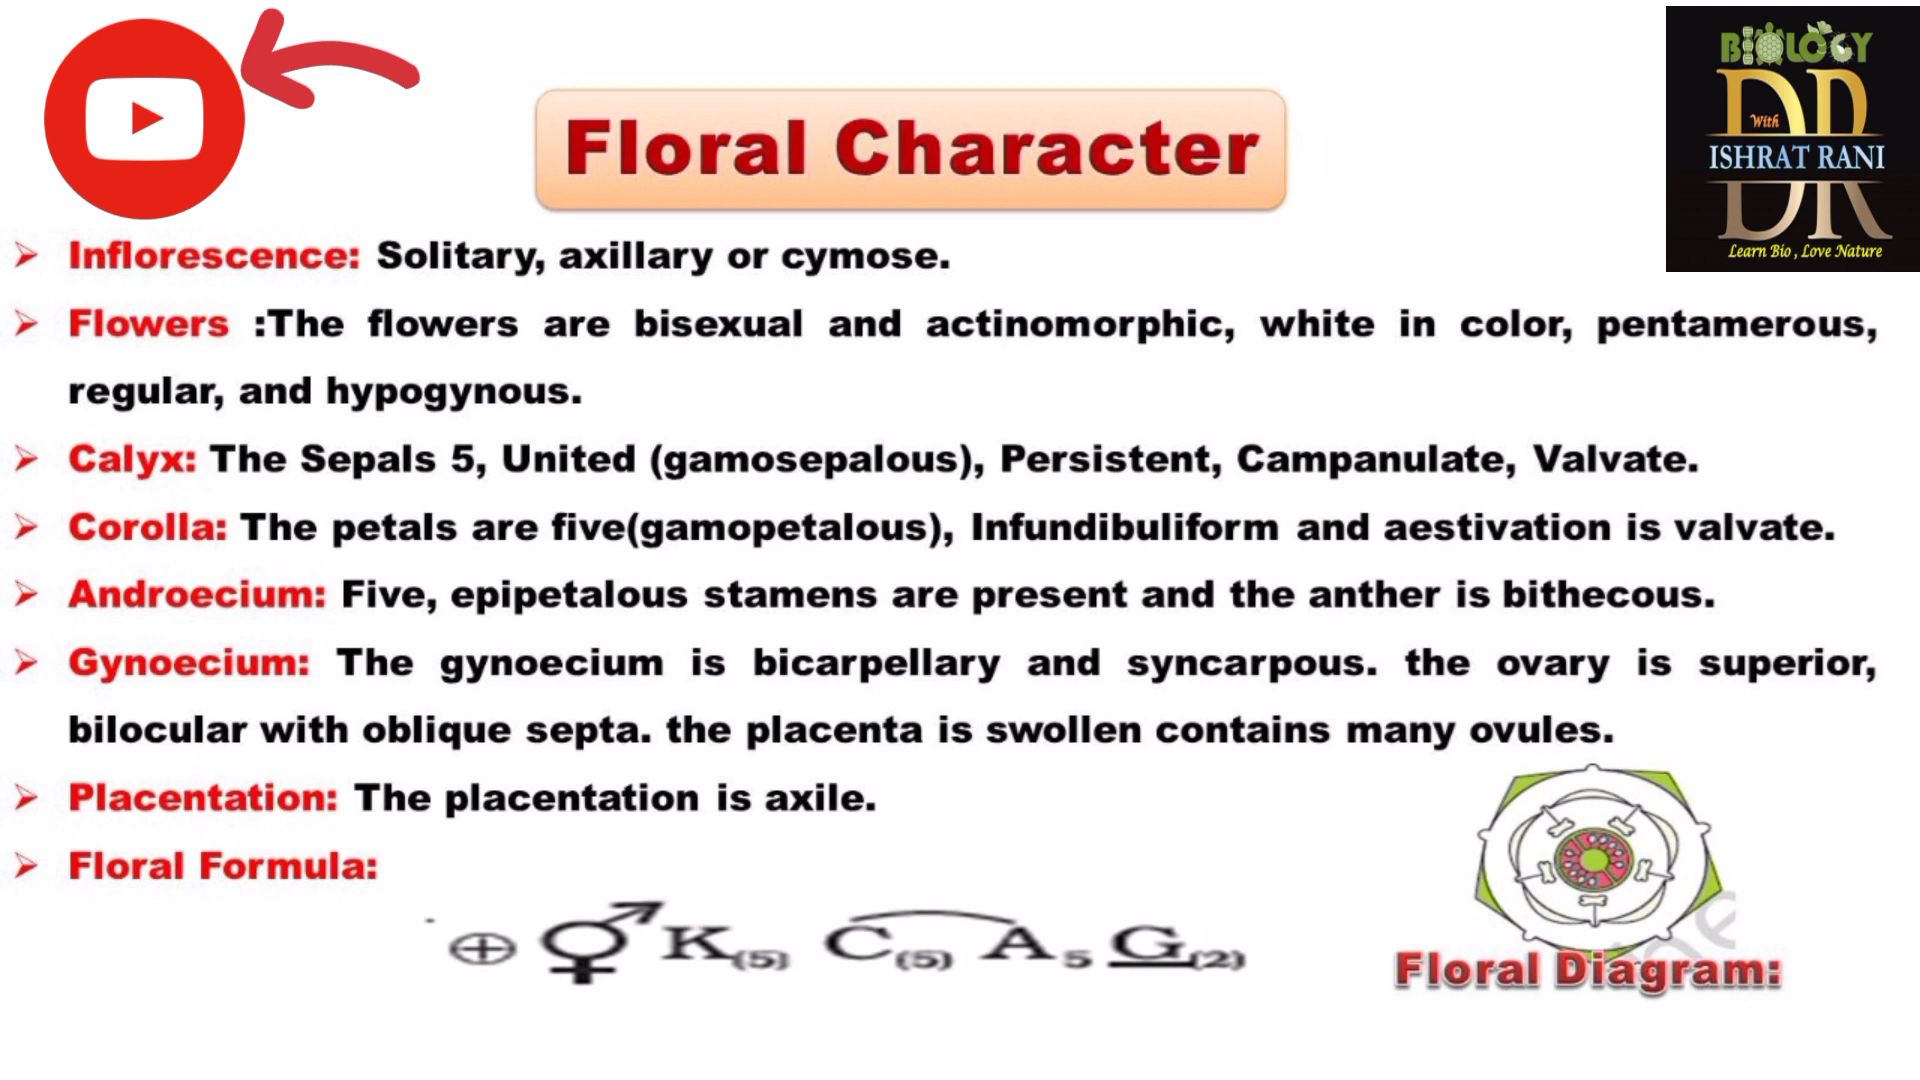 BIOLOGY
DR
With
ISHRAT RANI
DR
Learn Bio , Love Nature
Floral Character
➢ Inflorescence: Solitary, axillary or cymose.
➢ Flowers :The flowers are bisexual and actinomorphic, white in color, pentamerous,
regular, and hypogynous.
➢ Calyx: The Sepals 5, United (gamosepalous), Persistent, Campanulate, Valvate.
➢ Corolla: The petals are five(gamopetalous), Infundibuliform and aestivation is valvate.
➢ Androecium: Five, epipetalous stamens are present and the anther is bithecous.
➢ Gynoecium: The gynoecium is bicarpellary and syncarpous. the ovary is superior,
bilocular with oblique septa. the placenta is swollen contains many ovules.
➢ Placentation: The placentation is axile.
➢ Floral Formula:
⊕ ⚥ K(5) C(5) A5 G(2)
Floral Diagram: